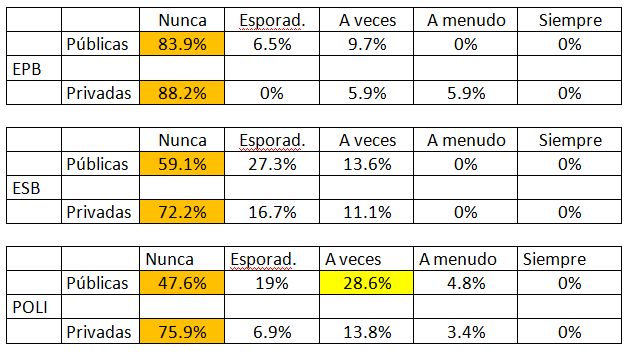 Nunca Esporad. A veces A menudo Siempre
Públicas 83.9% 6.5% 9.7% 0% 0%
EPB
Privadas 88.2% 0% 5.9% 5.9% 0%
Nunca Esporad. A veces A menudo Siempre
Públicas 59.1% 27.3% 13.6% 0% 0%
ESB
Privadas 72.2% 16.7% 11.1% 0% 0%
Nunca Esporad. A veces A menudo Siempre
Públicas 47.6% 19% 28.6% 4.8% 0%
POLI
Privadas 75.9% 6.9% 13.8% 3.4% 0%